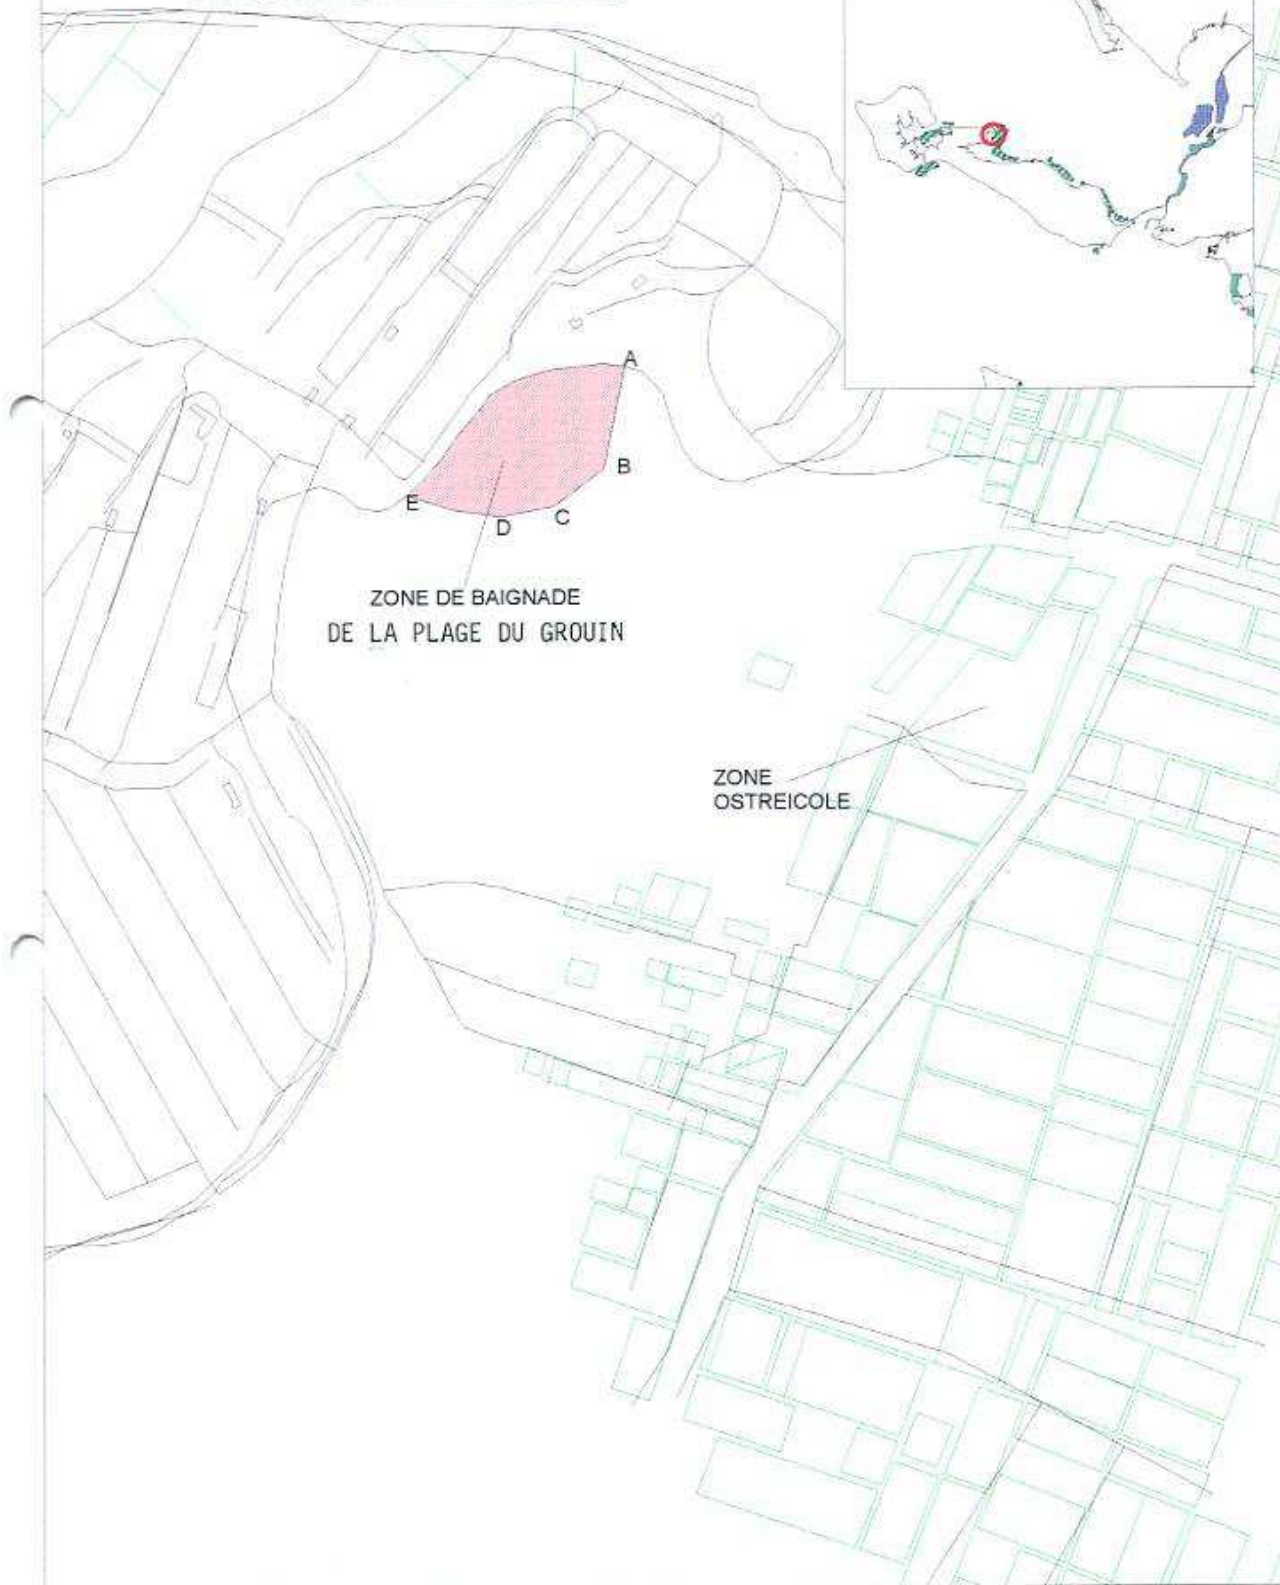 A
B
E
C
D
ZONE DE BAIGNADE
DE LA PLAGE DU GROUIN
ZONE
OSTREICOLE